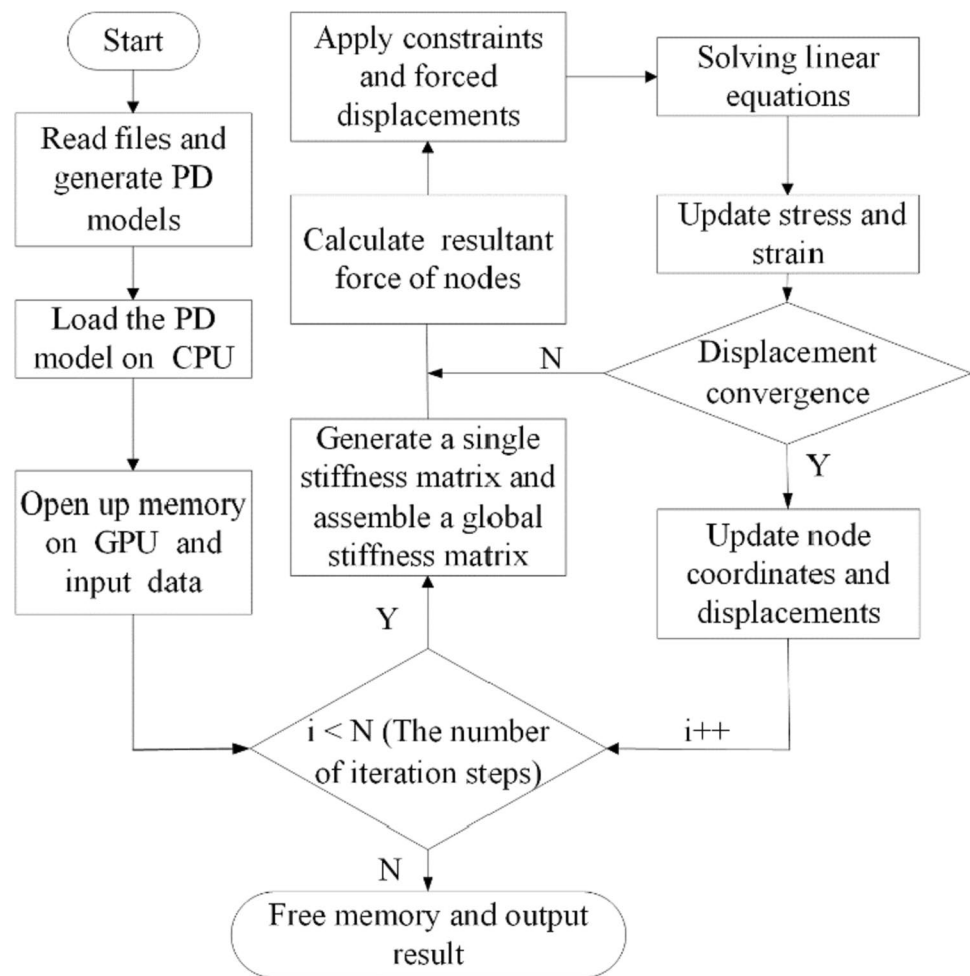 Start
Read files and
generate PD
models
Load the PD
model on CPU
Open up memory
on GPU and
input data
i < N (The number
of iteration steps)
Y
N
Generate a single
stiffness matrix and
assemble a global
stiffness matrix
Calculate resultant
force of nodes
Apply constraints
and forced
displacements
Solving linear
equations
Update stress and
strain
Displacement
convergence
N
Y
Update node
coordinates and
displacements
i++
Free memory and output
result